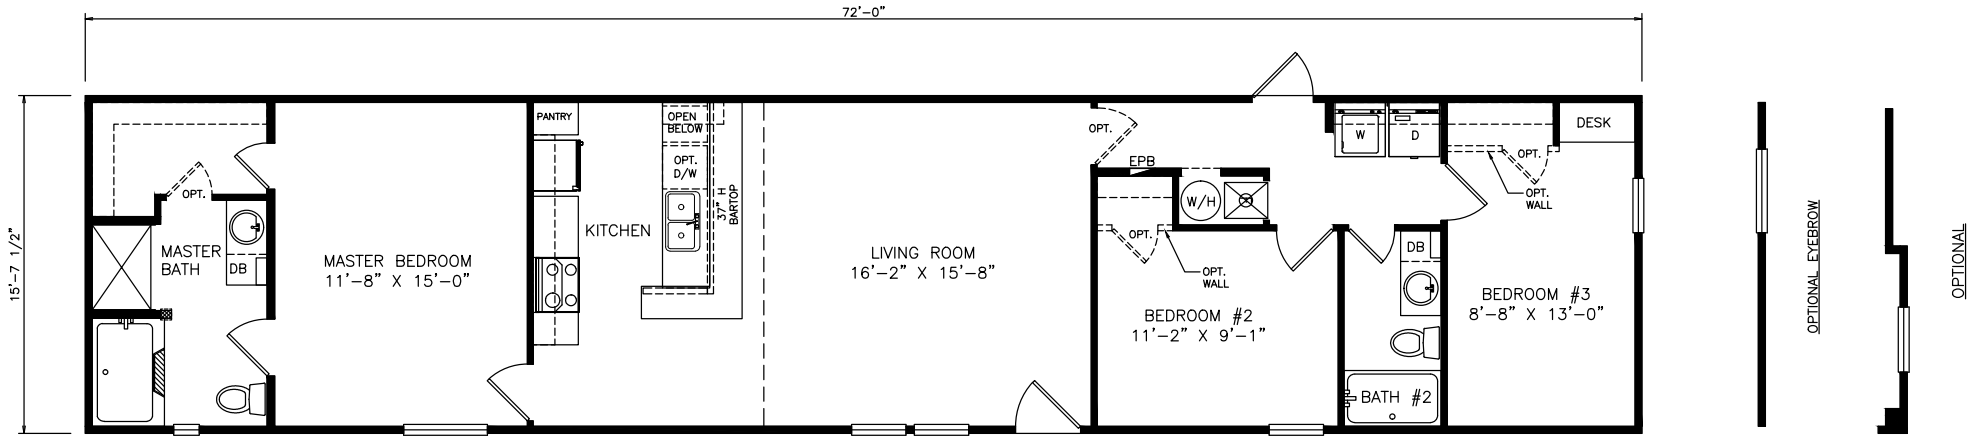 72'-0"
15'-7 1/2"
OPT.
MASTER
BATH
DB
MASTER BEDROOM
11'-8" X 15'-0"
PANTRY
KITCHEN
OPEN
BELOW
OPT.
D/W
37" H
BARTOP
LIVING ROOM
16'-2" X 15'-8"
OPT.
EPB
W/H
OPT.
OPT.
WALL
BEDROOM #2
11'-2" X 9'-1"
W
D
DB
BATH #2
DESK
OPT.
OPT.
WALL
BEDROOM #3
8'-8" X 13'-0"
OPTIONAL EYEBROW
OPTIONAL